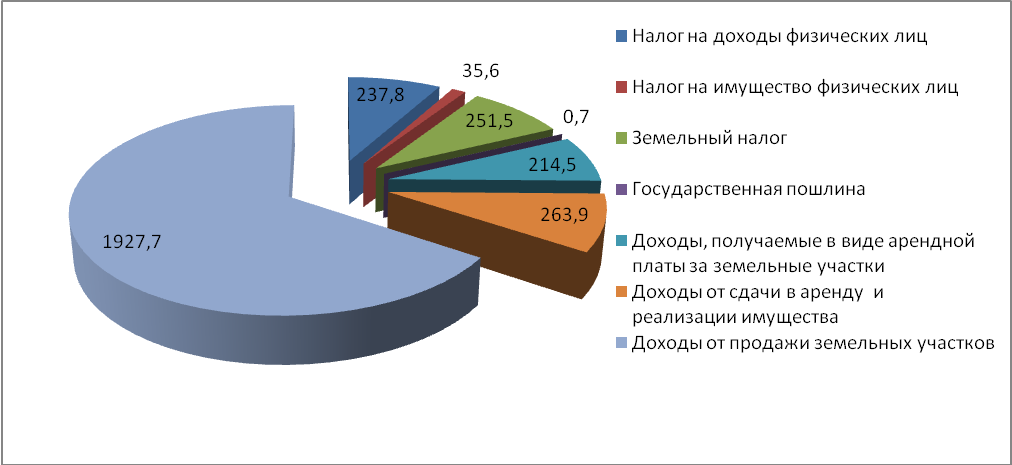 237,8
35,6
251,5
0,7
214,5
263,9
1927,7
Налог на доходы физических лиц
Налог на имущество физических лиц
Земельный налог
Государственная пошлина
Доходы, получаемые в виде арендной
платы за земельные участки
Доходы от сдачи в аренду и
реализации имущества
Доходы от продажи земельных участков